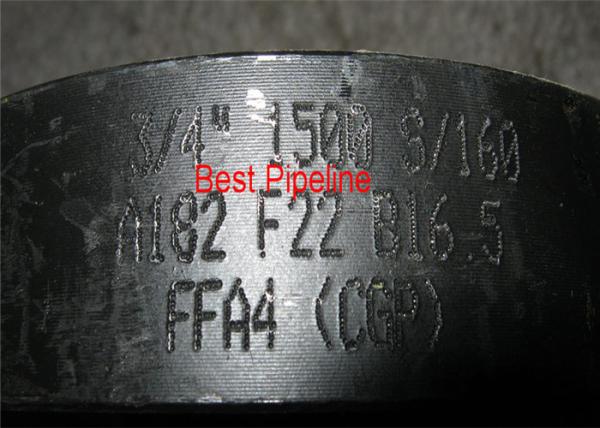 3/4" 1500 S/160
Best Pipeline
A182 F22 B16.5
FFA4 (CGP)